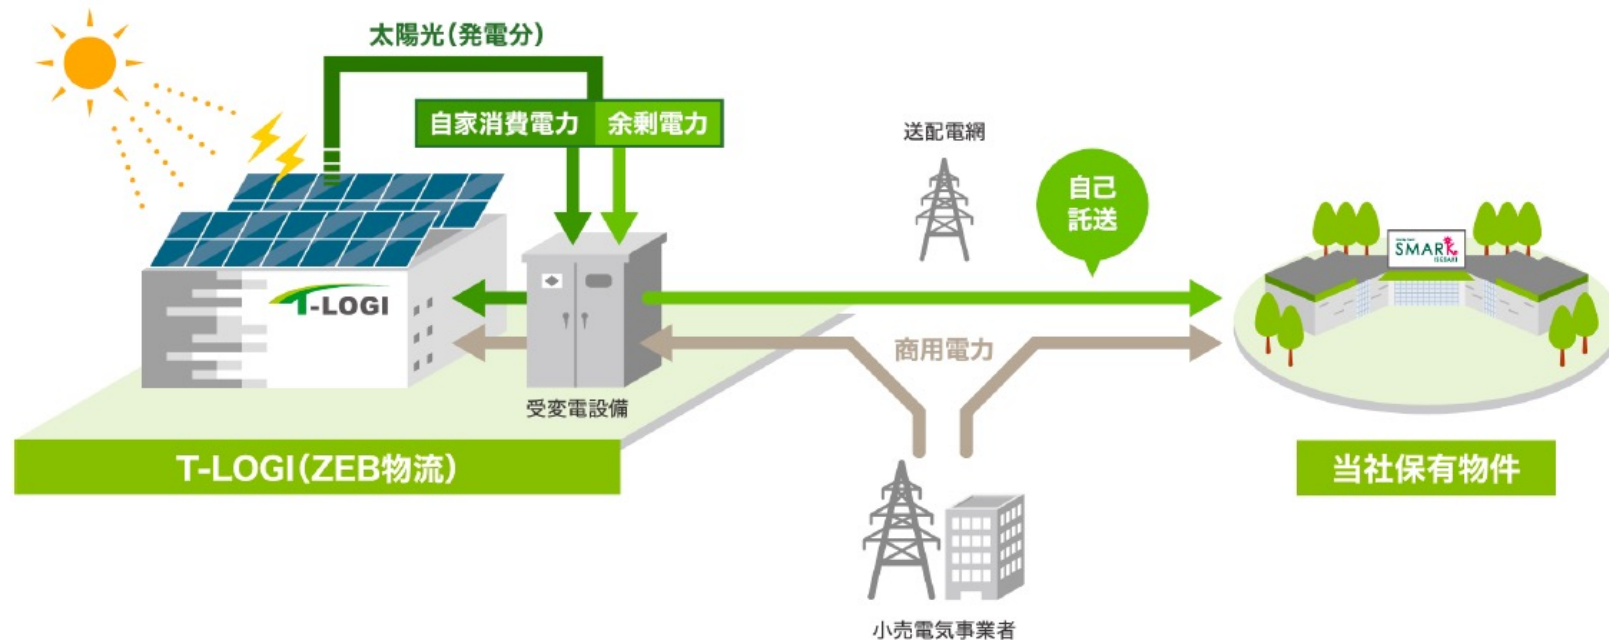 太陽光(発電分)
自家消費電力
余剰電力
送配電網
自己
託送
SMARK
ISESAKI
T-LOGI
商用電力
受変電設備
T-LOGI(ZEB物流)
当社保有物件
小売電気事業者